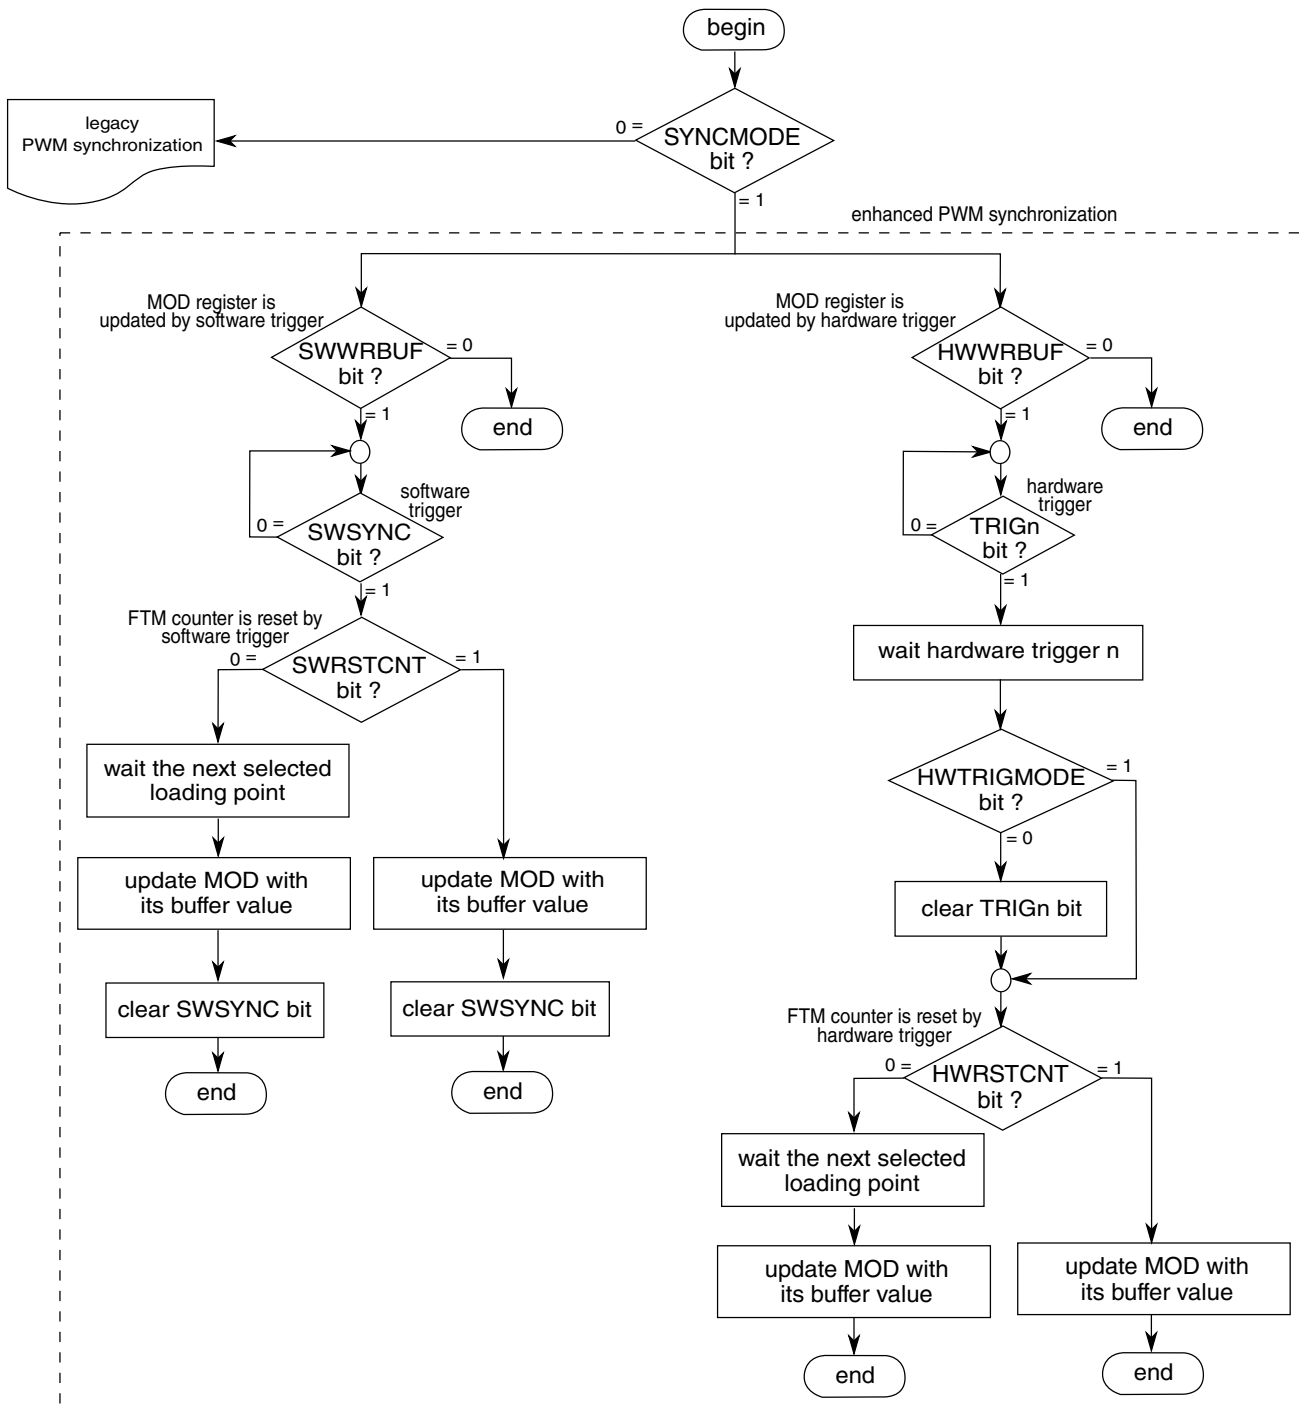 begin
legacy
PWM synchronization
0 =
SYNCMODE
bit ?
= 1
enhanced PWM synchronization
MOD register is
updated by software trigger
SWWRBUF
bit ?
= 0
end
= 1
software
trigger
0 =
SWSYNC
bit ?
= 1
FTM counter is reset by
software trigger
0 =
SWRSTCNT
bit ?
= 1
wait the next selected
loading point
update MOD with
its buffer value
clear SWSYNC bit
end
update MOD with
its buffer value
clear SWSYNC bit
end
MOD register is
updated by hardware trigger
HWWRBUF
bit ?
= 0
end
= 1
hardware
trigger
0 =
TRIGn
bit ?
= 1
wait hardware trigger n
HWTRIGMODE
bit ?
= 1
= 0
clear TRIGn bit
FTM counter is reset by
hardware trigger
0 =
HWRSTCNT
bit ?
= 1
wait the next selected
loading point
update MOD with
its buffer value
end
update MOD with
its buffer value
end